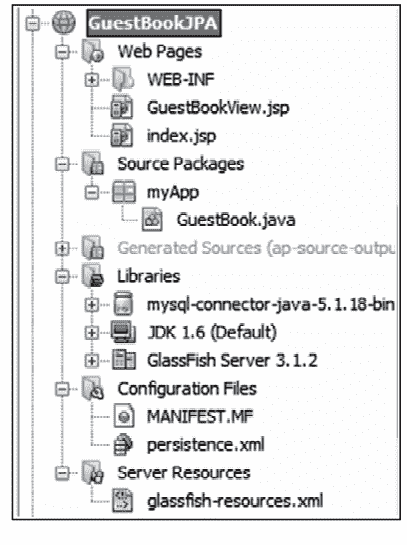 GuestBookJPA
Web Pages
WEB-INF
GuestBookView.jsp
index.jsp
Source Packages
myApp
GuestBook.java
Generated Sources (ap-source-outpu
Libraries
mysql-connector-java-5.1.18-bin
JDK 1.6 (Default)
GlassFish Server 3.1.2
Configuration Files
MANIFEST.MF
persistence.xml
Server Resources
glassfish-resources.xml